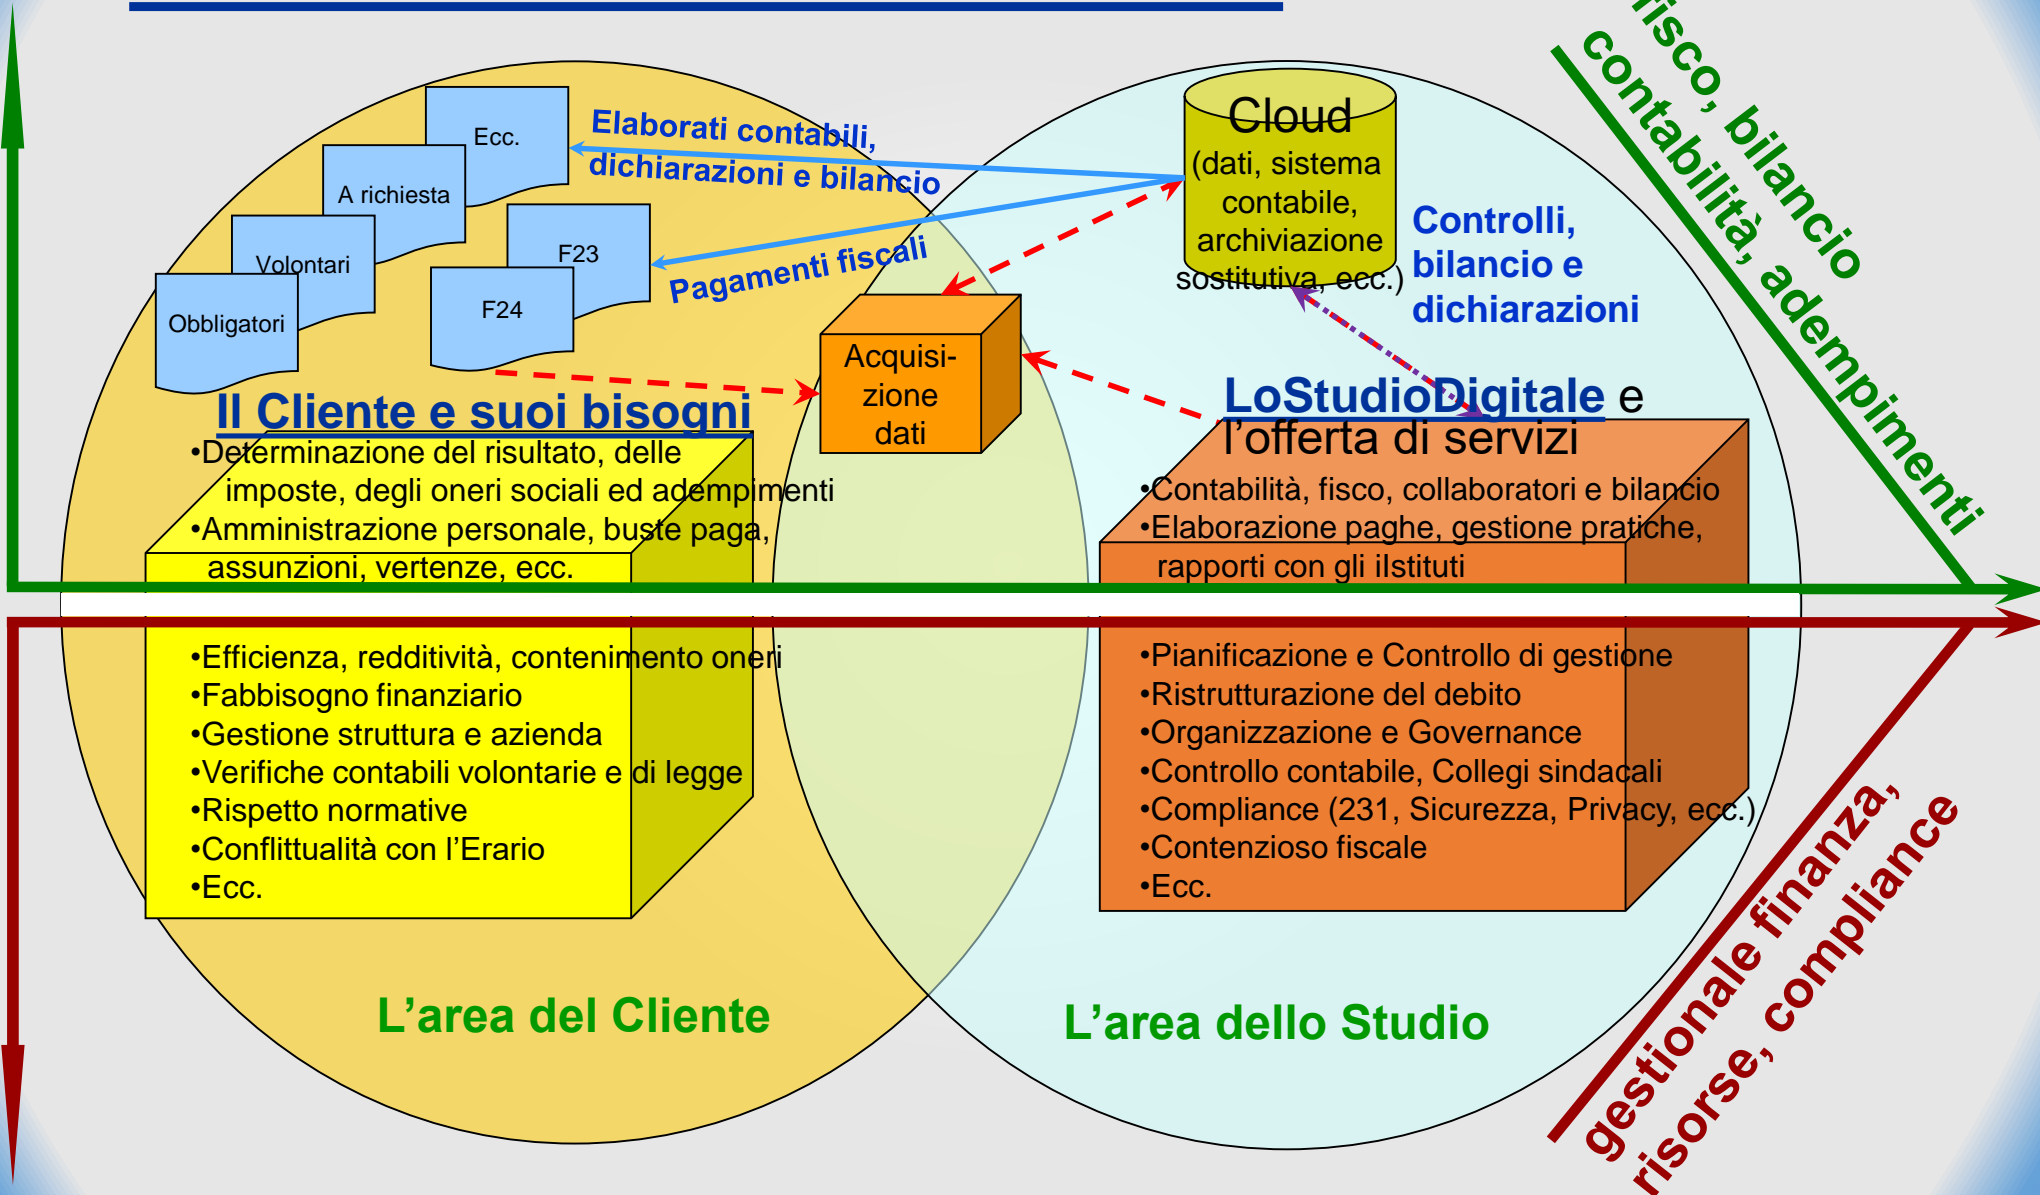 fisco, bilancio
contabilità, adempimenti
Ecc.
A richiesta
Volontari
Obbligatori
F23
F24
Elaborati contabili,
dichiarazioni e bilancio
Pagamenti fiscali
Cloud
(dati, sistema
contabile,
archiviazione
sostitutiva, ecc.)
Controlli,
bilancio e
dichiarazioni
Acquisi-
zione
dati
Il Cliente e suoi bisogni
•Determinazione del risultato, delle
imposte, degli oneri sociali ed adempimenti
•Amministrazione personale, buste paga,
assunzioni, vertenze, ecc.
•Efficienza, redditività, contenimento oneri
•Fabbisogno finanziario
•Gestione struttura e azienda
•Verifiche contabili volontarie e di legge
•Rispetto normative
•Conflittualità con l’Erario
•Ecc.
LoStudioDigitale e
l’offerta di servizi
•Contabilità, fisco, collaboratori e bilancio
•Elaborazione paghe, gestione pratiche,
rapporti con gli iIstituti
•Pianificazione e Controllo di gestione
•Ristrutturazione del debito
•Organizzazione e Governance
•Controllo contabile, Collegi sindacali
•Compliance (231, Sicurezza, Privacy, ecc.)
•Contenzioso fiscale
•Ecc.
L’area del Cliente
L’area dello Studio
gestionale finanza,
risorse, compliance